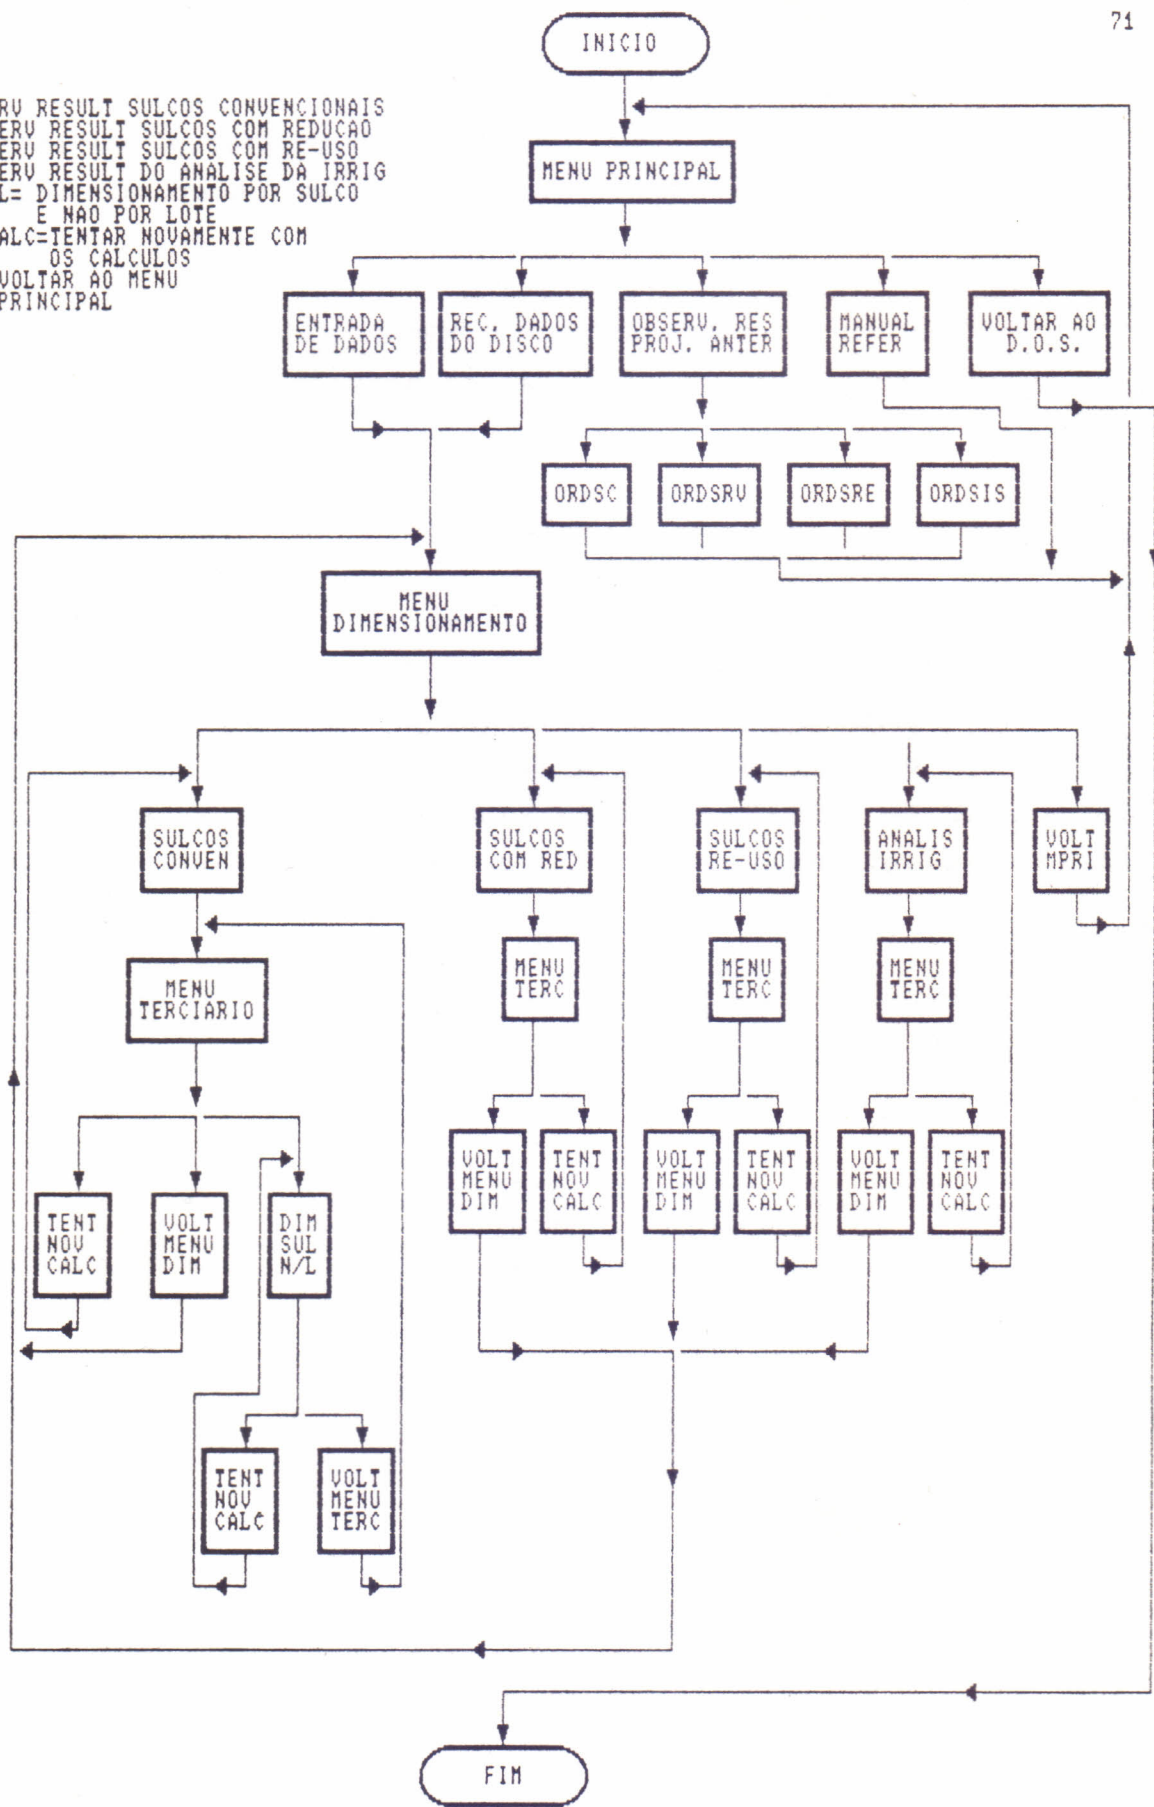 71
INICIO
RV RESULT SULCOS CONVENCIONAIS
ERV RESULT SULCOS COM REDUCAO
ERV RESULT SULCOS COM RE-USO
ERV RESULT DO ANALISE DA IRRIG
L= DIMENSIONAMENTO POR SULCO
E NAO POR LOTE
ALC=TENTAR NOVAMENTE COM
OS CALCULOS
VOLTAR AO MENU
PRINCIPAL
MENU PRINCIPAL
ENTRADA
DE DADOS
REC. DADOS
DO DISCO
OBSERV. RES
PROJ. ANTER
MANUAL
REFER
VOLTAR AO
D.O.S.
ORDSC
ORDSRV
ORDSRE
ORDSIS
MENU
DIMENSIONAMENTO
SULCOS
CONVEN
SULCOS
COM RED
SULCOS
RE-USO
ANALIS
IRRIG
VOLT
MPRI
MENU
TERCIARIO
MENU
TERC
MENU
TERC
MENU
TERC
VOLT
MENU
DIM
TENT
NOV
CALC
VOLT
MENU
DIM
TENT
NOV
CALC
VOLT
MENU
DIM
TENT
NOV
CALC
TENT
NOV
CALC
VOLT
MENU
DIM
DIM
SUL
N/L
TENT
NOV
CALC
VOLT
MENU
TERC
FIM